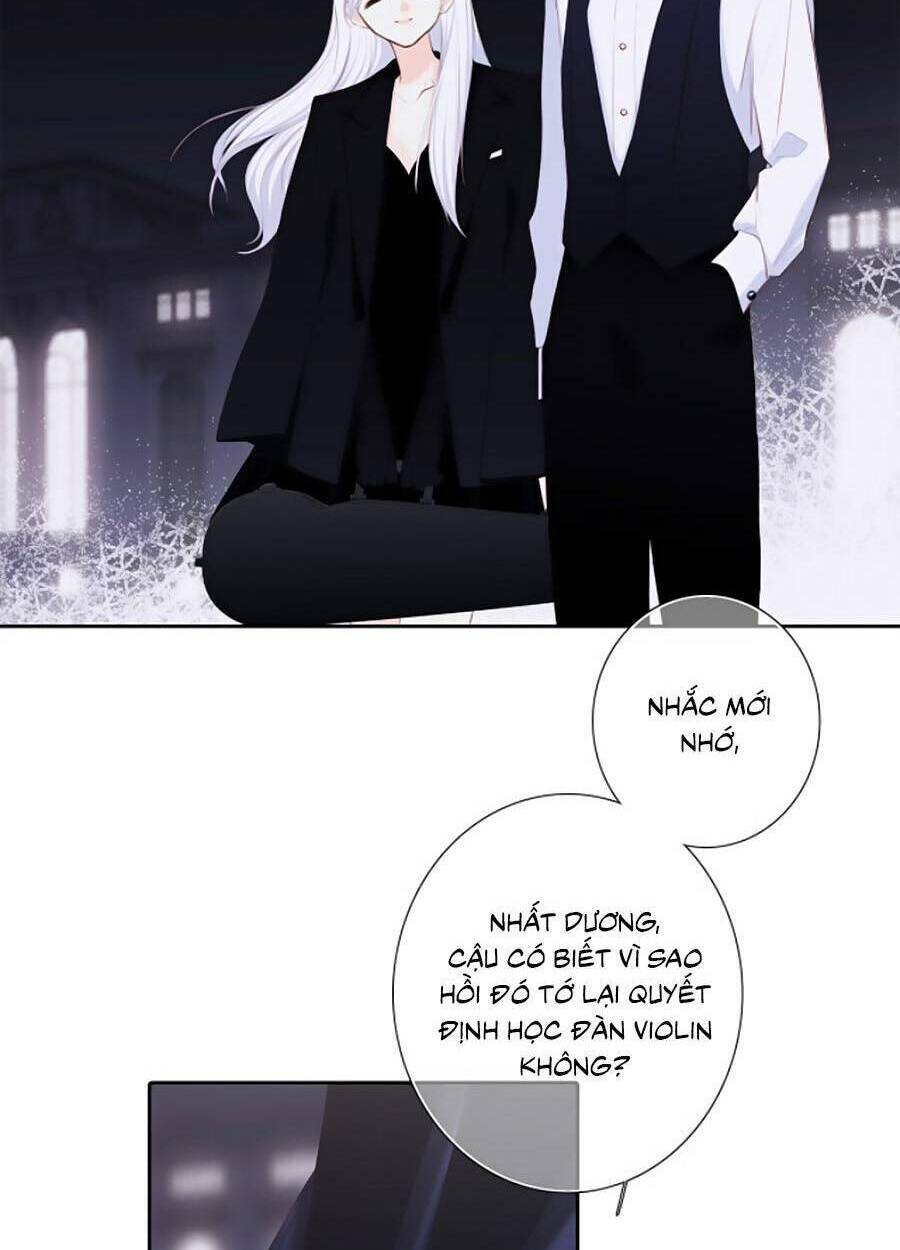 NHẮC MỚI
NHỚ,
NHẤT DƯƠNG,
CẬU CÓ BIẾT VÌ SAO
HỒI ĐÓ TỚ LẠI QUYẾT
ĐỊNH HỌC ĐÀN VIOLIN
KHÔNG?